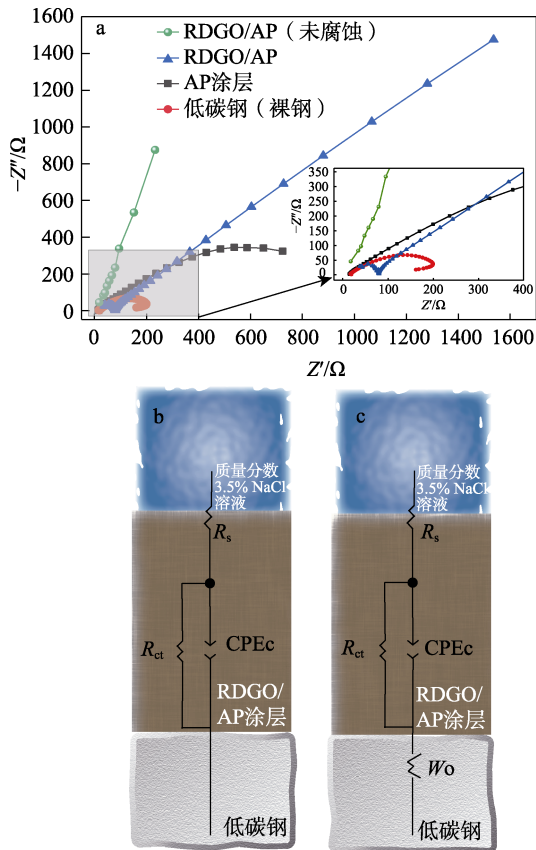 a
RDGO/AP（未腐蚀）
RDGO/AP
AP涂层
低碳钢（裸钢）
1600
1400
1200
1000
800
600
400
200
0
−Z″/Ω
0 200 400 600 800 1000 1200 1400 1600
Z′/Ω
350
300
250
200
150
100
50
0
−Z″/Ω
0 100 200 300 400
Z′/Ω
b
质量分数
3.5% NaCl
溶液
Rs
Rct
CPEc
RDGO/
AP涂层
低碳钢
c
质量分数
3.5% NaCl
溶液
Rs
Rct
CPEc
RDGO/
AP涂层
Wo
低碳钢